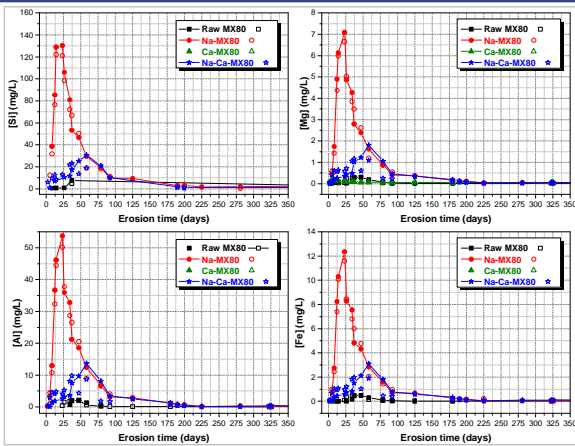 [Si] (mg/L)
160
140
120
100
80
60
40
20
0
Raw MX80
Na-MX80
Ca-MX80
Na-Ca-MX80
0 25 50 75 100 125 150 175 200 225 250 275 300 325 350
Erosion time (days)
[Mg] (mg/L)
8
7
6
5
4
3
2
1
0
Raw MX80
Na-MX80
Ca-MX80
Na-Ca-MX80
0 25 50 75 100 125 150 175 200 225 250 275 300 325 350
Erosion time (days)
[Al] (mg/L)
50
40
30
20
10
0
Raw MX80
Na-MX80
Ca-MX80
Na-Ca-MX80
0 25 50 75 100 125 150 175 200 225 250 275 300 325 350
Erosion time (days)
[Fe] (mg/L)
14
12
10
8
6
4
2
0
Raw MX80
Na-MX80
Ca-MX80
Na-Ca-MX80
0 25 50 75 100 125 150 175 200 225 250 275 300 325 350
Erosion time (days)